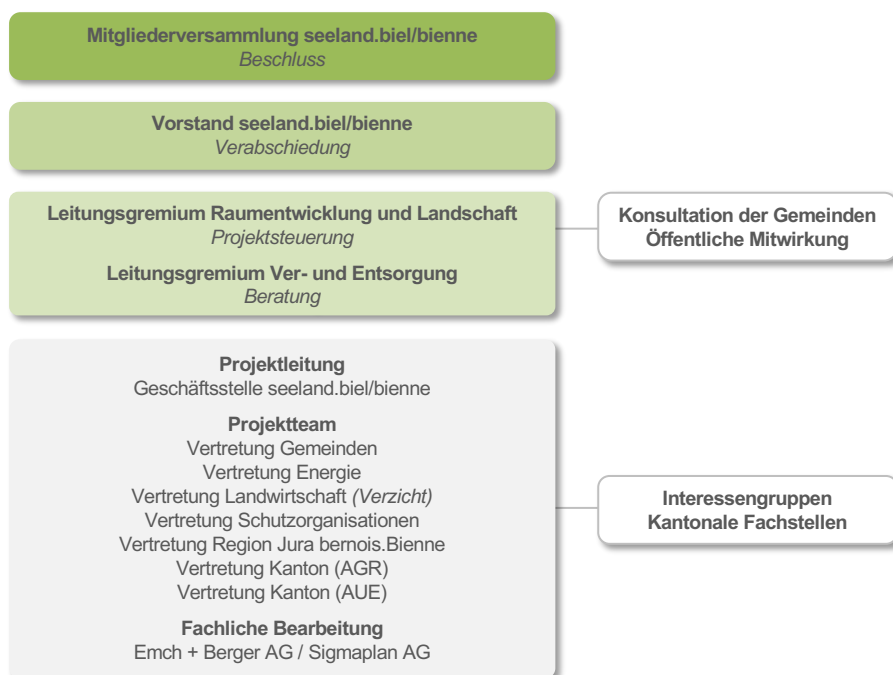 Mitgliederversammlung seeland.biel/bienne
Beschluss
Vorstand seeland.biel/bienne
Verabschiedung
Leitungsgremium Raumentwicklung und Landschaft
Projektsteuerung
Leitungsgremium Ver- und Entsorgung
Beratung
Konsultation der Gemeinden
Öffentliche Mitwirkung
Projektleitung
Geschäftsstelle seeland.biel/bienne
Projektteam
Vertretung Gemeinden
Vertretung Energie
Vertretung Landwirtschaft (Verzicht)
Vertretung Schutzorganisationen
Vertretung Region Jura bernois.Bienne
Vertretung Kanton (AGR)
Vertretung Kanton (AUE)
Fachliche Bearbeitung
Emch + Berger AG / Sigmaplan AG
Interessengruppen
Kantonale Fachstellen